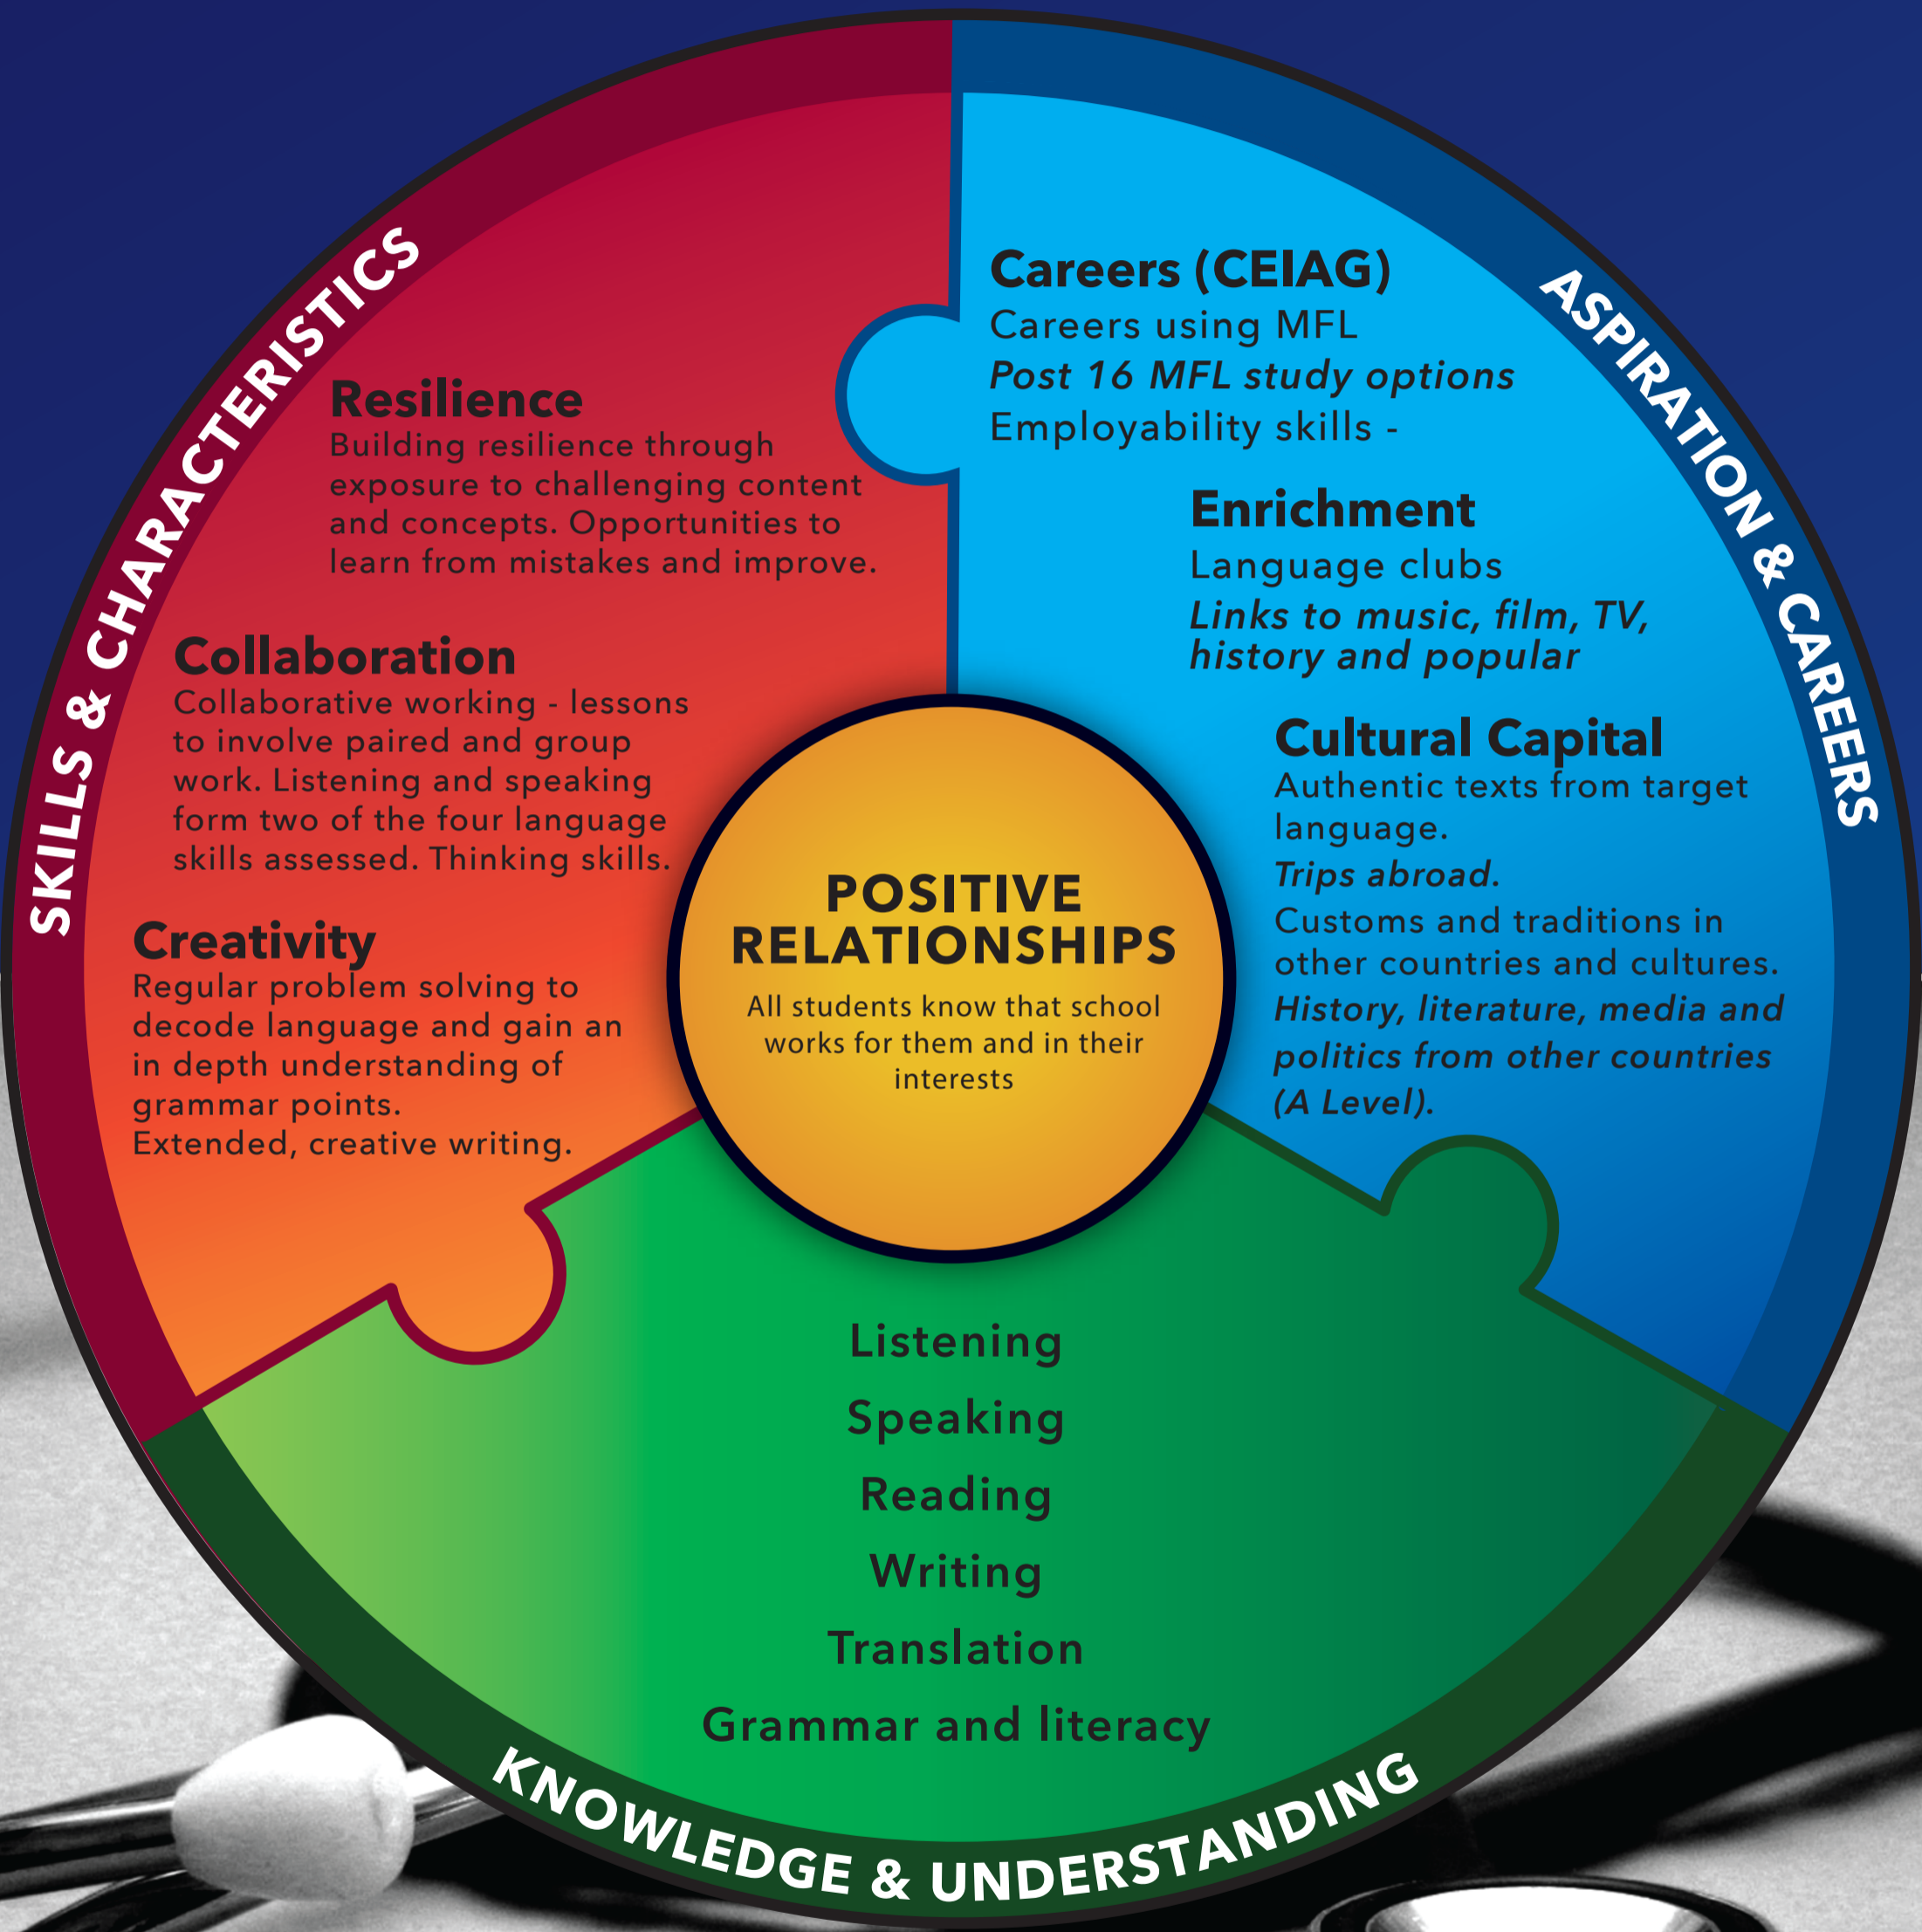 SKILLS & CHARACTERISTICS
Resilience
Building resilience through
exposure to challenging content
and concepts. Opportunities to
learn from mistakes and improve.
Collaboration
Collaborative working - lessons
to involve paired and group
work. Listening and speaking
form two of the four language
skills assessed. Thinking skills.
Creativity
Regular problem solving to
decode language and gain an
in depth understanding of
grammar points.
Extended, creative writing.
ASPIRATION & CAREERS
Careers (CEIAG)
Careers using MFL
Post 16 MFL study options
Employability skills -
Enrichment
Language clubs
Links to music, film, TV,
history and popular
Cultural Capital
Authentic texts from target
language.
Trips abroad.
Customs and traditions in
other countries and cultures.
History, literature, media and
politics from other countries
(A Level).
POSITIVE
RELATIONSHIPS
All students know that school
works for them and in their
interests
Listening
Speaking
Reading
Writing
Translation
Grammar and literacy
KNOWLEDGE & UNDERSTANDING